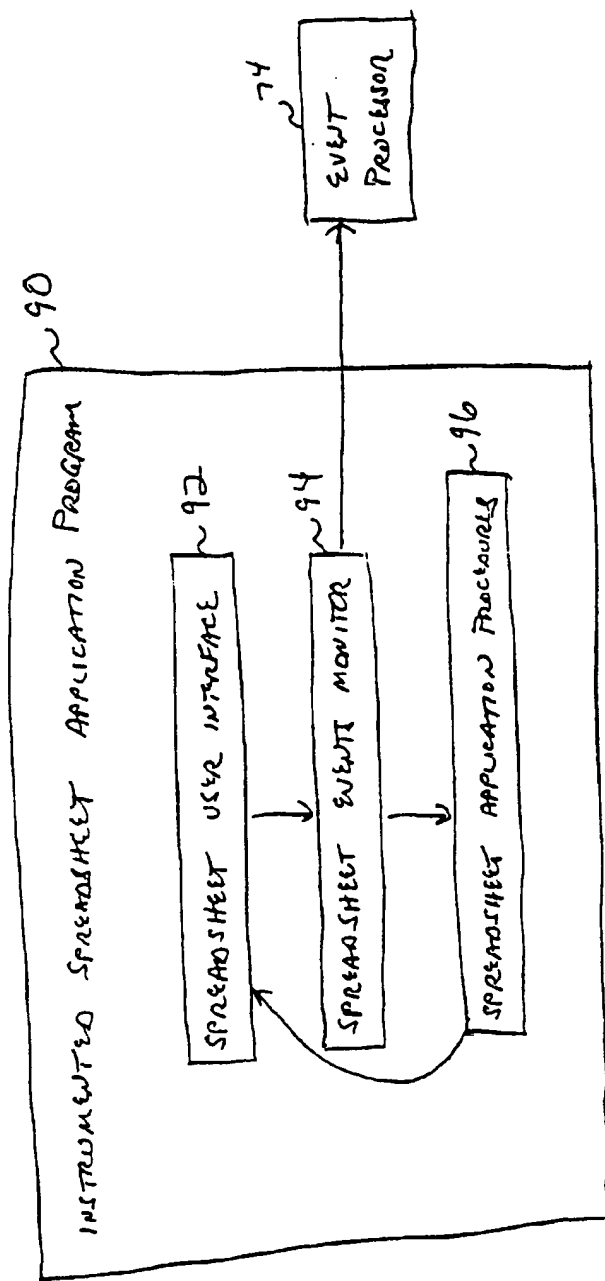 INSTRUMENTED SPREADSHEET APPLICATION PROGRAM
90
SPREADSHEET USER INTERFACE
92
SPREADSHEET EVENTS MONITOR
94
SPREADSHEET APPLICATION PROCEDURES
96
EVENT
PROCESSOR
74